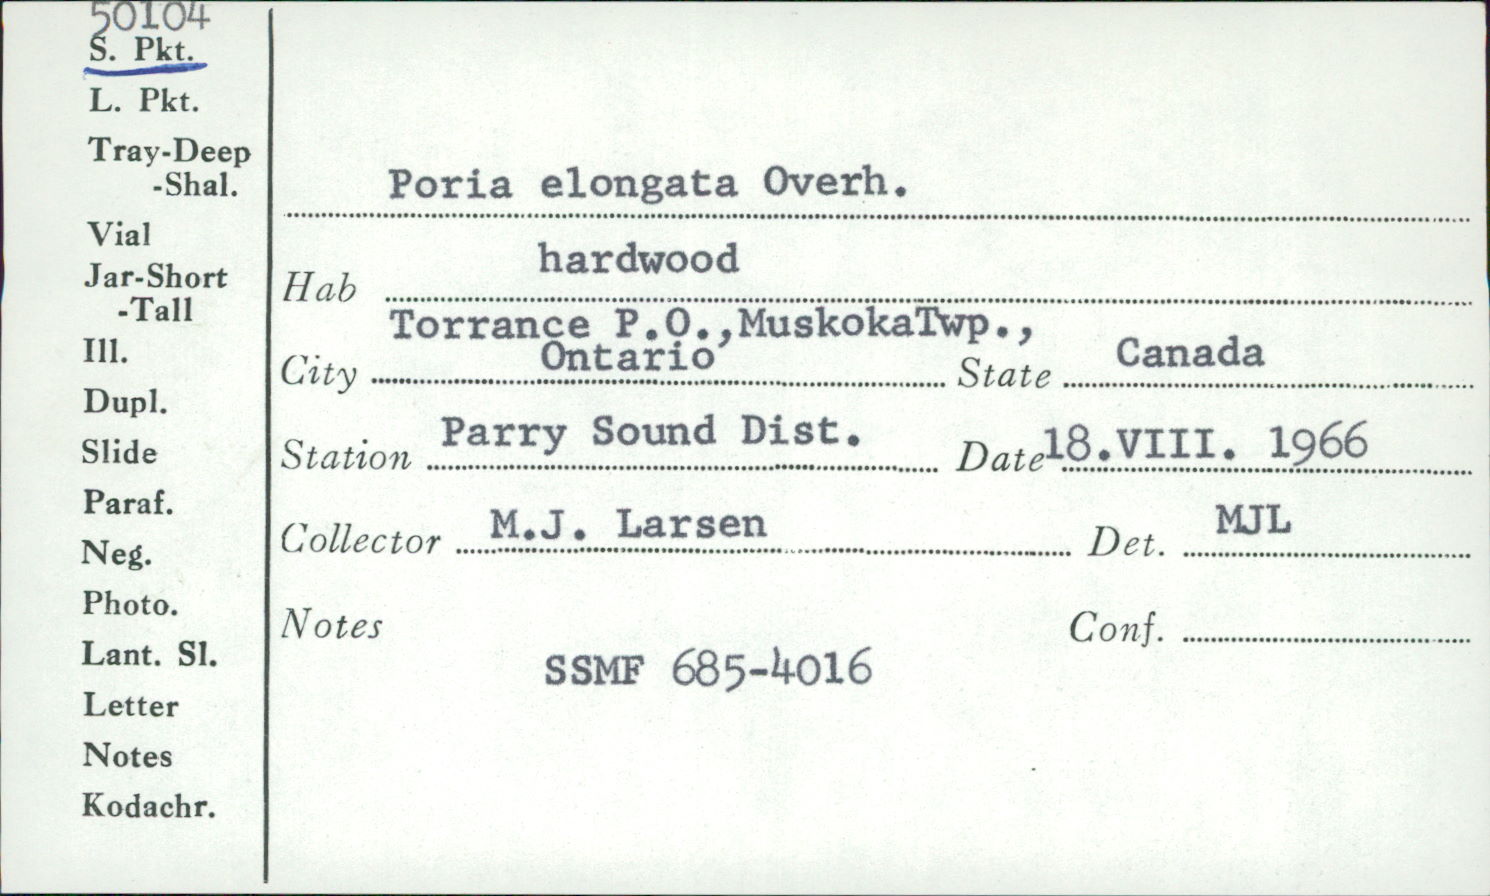 50104
S. Pkt.
L. Pkt.
Tray-Deep
-Shal.
Vial
Jar-Short
-Tall
Ill.
Dupl.
Slide
Paraf.
Neg.
Photo.
Lant. Sl.
Letter
Notes
Kodachr.
Poria elongata Overh.
Hab hardwood
Torrance P.O.,MuskokaTwp.,
City Ontario State Canada
Station Parry Sound Dist. Date 18.VIII. 1966
Collector M.J. Larsen Det. MJL
Notes Conf.
SSMF 685-4016